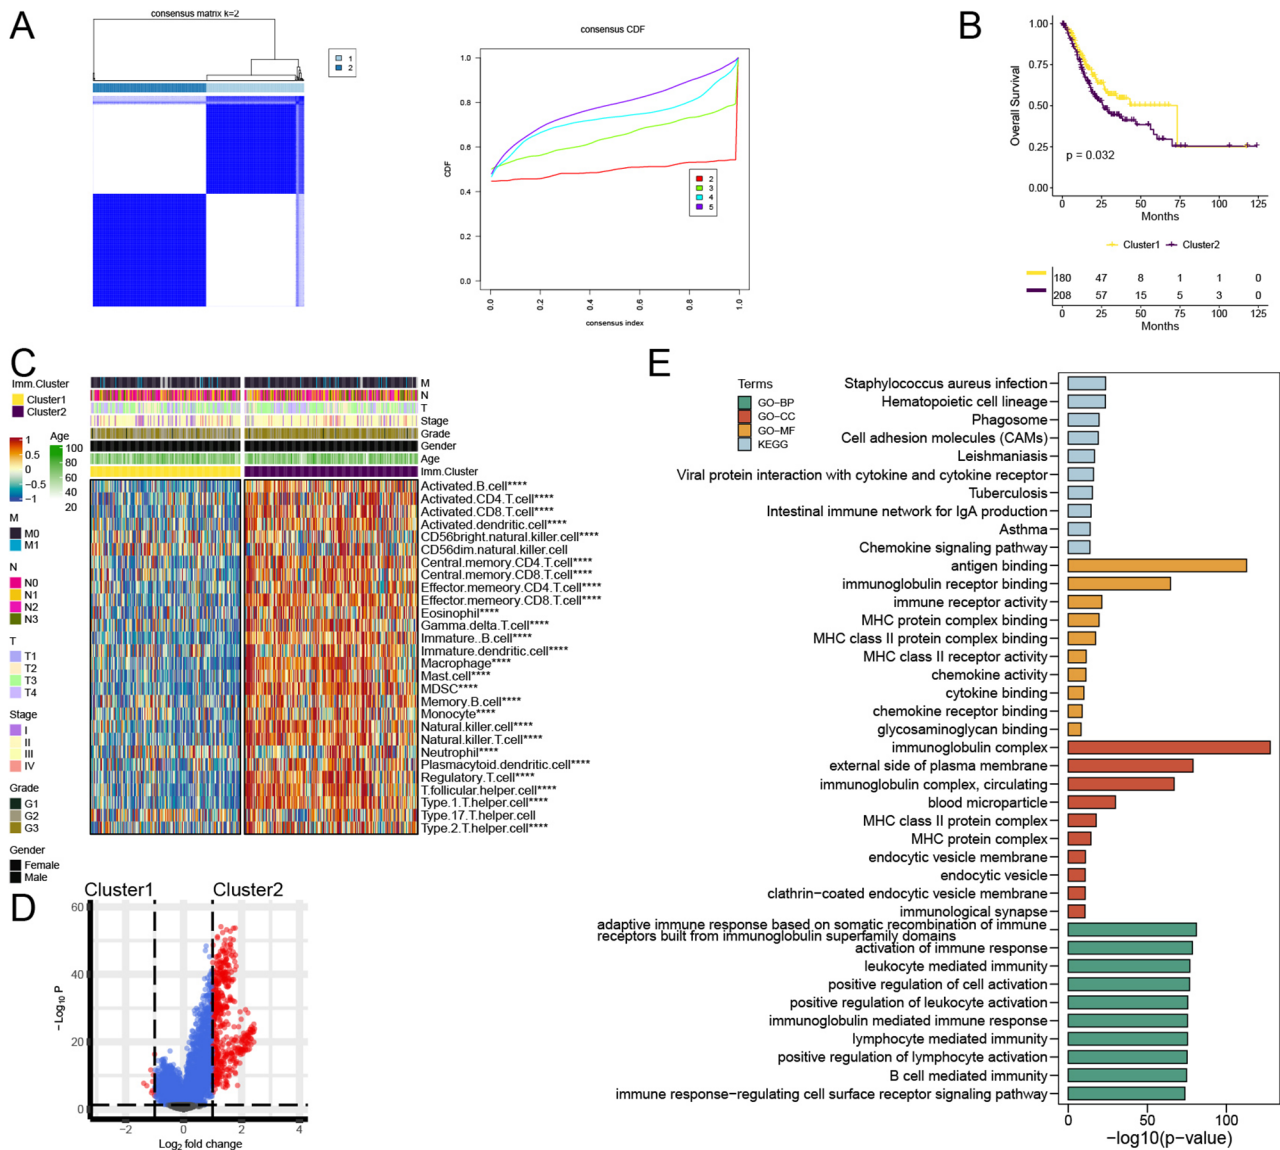 A
consensus matrix k=2
1
2
consensus CDF
CDF
1.0
0.8
0.6
0.4
0.2
0.0
2
3
4
5
0.0
0.2
0.4
0.6
0.8
1.0
consensus index
B
Overall Survival
1.00
0.75
0.50
0.25
0.00
p = 0.032
0
25
50
75
100
125
Months
Cluster1
Cluster2
180 47 8 1 1 0
208 57 15 5 3 0
0 25 50 75 100 125
Months
C
Imm.Cluster
Cluster1
Cluster2
1
0.5
0
−0.5
−1
Age
100
80
60
40
20
M
M0
M1
N
N0
N1
N2
N3
T
T1
T2
T3
T4
Stage
I
II
III
IV
Grade
G1
G2
G3
Gender
Female
Male
M
N
T
Stage
Grade
Gender
Age
Imm.Cluster
Activated.B.cell****
Activated.CD4.T.cell****
Activated.CD8.T.cell****
Activated.dendritic.cell****
CD56bright.natural.killer.cell****
CD56dim.natural.killer.cell
Central.memory.CD4.T.cell****
Central.memory.CD8.T.cell****
Effector.memeory.CD4.T.cell****
Effector.memeory.CD8.T.cell****
Eosinophil****
Gamma.delta.T.cell****
Immature..B.cell****
Immature.dendritic.cell****
Macrophage****
Mast.cell****
MDSC****
Memory.B.cell****
Monocyte****
Natural.killer.cell****
Natural.killer.T.cell****
Neutrophil****
Plasmacytoid.dendritic.cell****
Regulatory.T.cell****
T.follicular.helper.cell****
Type.1.T.helper.cell****
Type.17.T.helper.cell
Type.2.T.helper.cell****
D
Cluster1
Cluster2
−Log10 P
60
40
20
0
−2
0
2
4
Log2 fold change
E
Terms
GO−BP
GO−CC
GO−MF
KEGG
Staphylococcus aureus infection
Hematopoietic cell lineage
Phagosome
Cell adhesion molecules (CAMs)
Leishmaniasis
Viral protein interaction with cytokine and cytokine receptor
Tuberculosis
Intestinal immune network for IgA production
Asthma
Chemokine signaling pathway
antigen binding
immunoglobulin receptor binding
immune receptor activity
MHC protein complex binding
MHC class II protein complex binding
MHC class II receptor activity
chemokine activity
cytokine binding
chemokine receptor binding
glycosaminoglycan binding
immunoglobulin complex
external side of plasma membrane
immunoglobulin complex, circulating
blood microparticle
MHC class II protein complex
MHC protein complex
endocytic vesicle membrane
endocytic vesicle
clathrin−coated endocytic vesicle membrane
immunological synapse
adaptive immune response based on somatic recombination of immune
receptors built from immunoglobulin superfamily domains
activation of immune response
leukocyte mediated immunity
positive regulation of cell activation
positive regulation of leukocyte activation
immunoglobulin mediated immune response
lymphocyte mediated immunity
positive regulation of lymphocyte activation
B cell mediated immunity
immune response−regulating cell surface receptor signaling pathway
0
50
100
−log10(p−value)